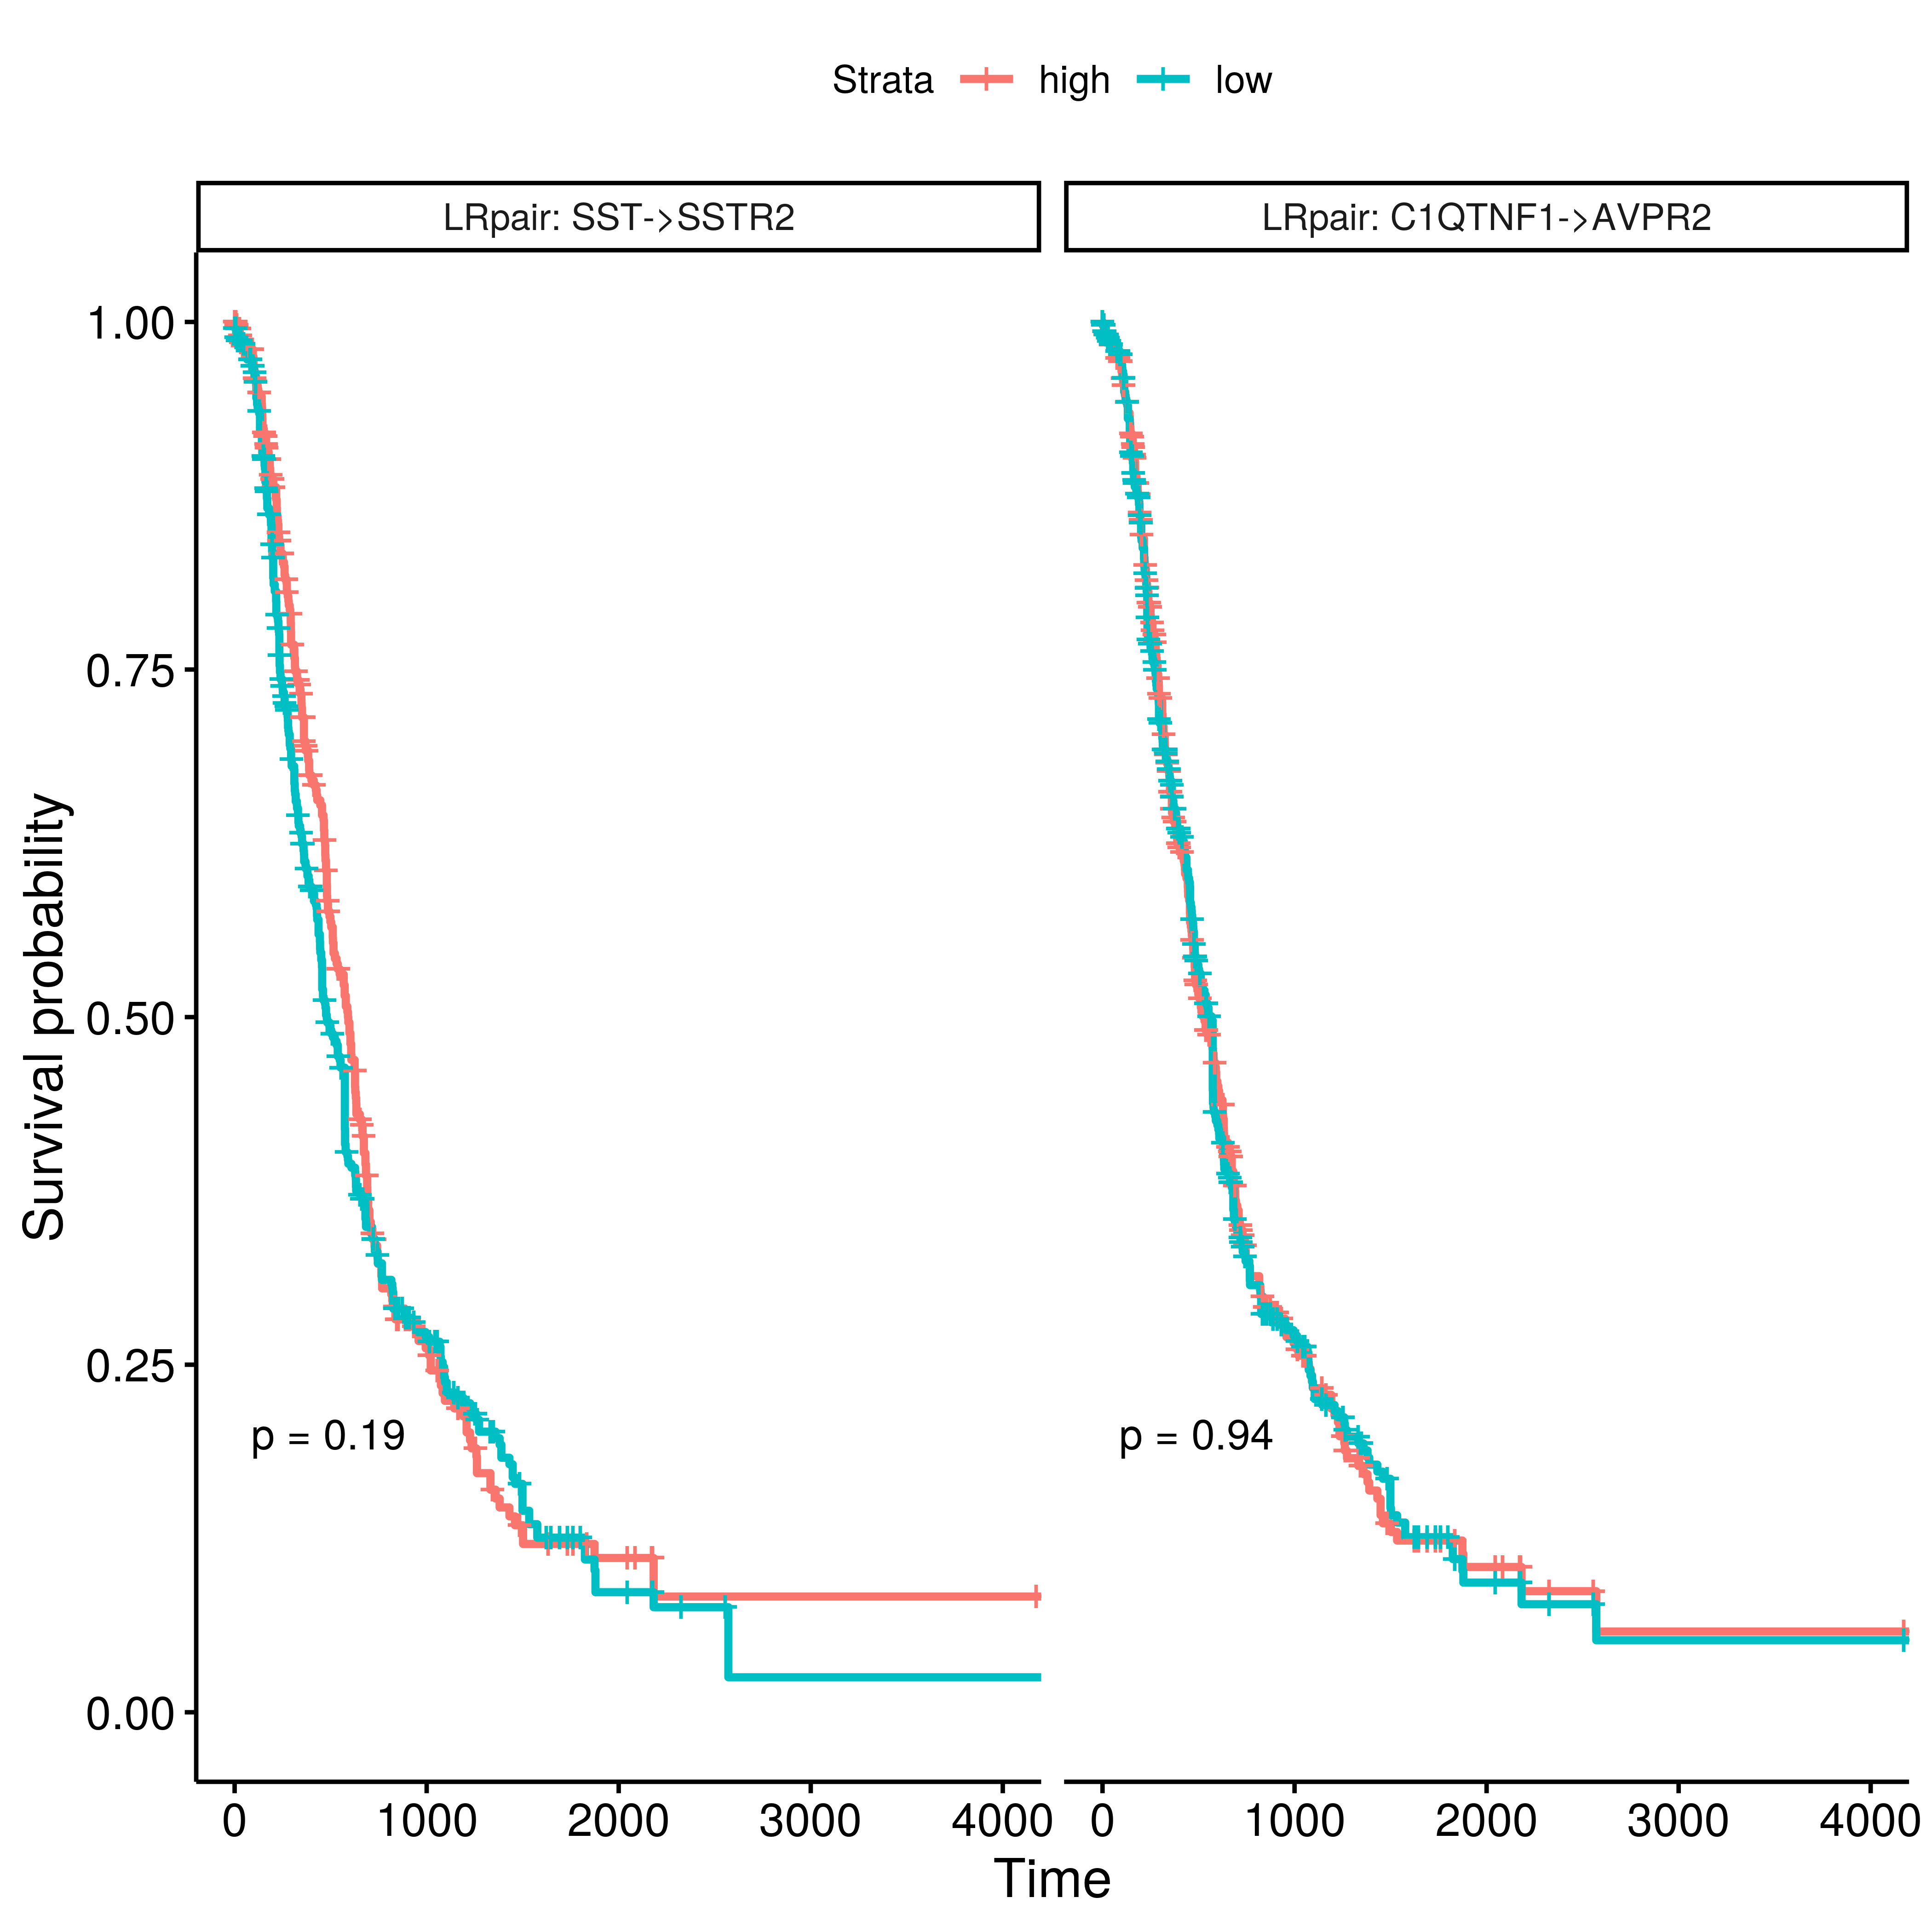 Strata high low
LRpair: SST->SSTR2
LRpair: C1QTNF1->AVPR2
Survival probability
1.00
0.75
0.50
0.25
0.00
p = 0.19
p = 0.94
0 1000 2000 3000 4000
0 1000 2000 3000 4000
Time